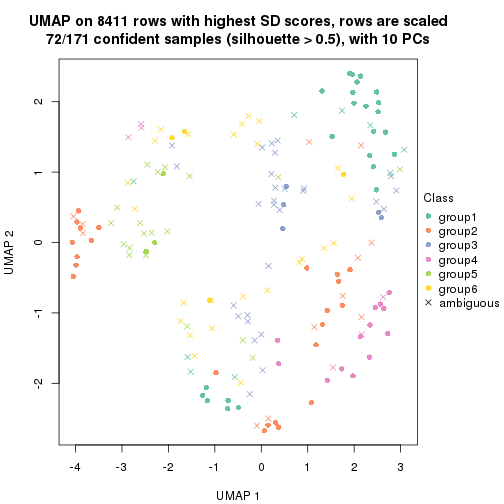 UMAP on 8411 rows with highest SD scores, rows are scaled
72/171 confident samples (silhouette > 0.5), with 10 PCs
2
1
0
-1
-2
UMAP 2
-4
-3
-2
-1
0
1
2
3
UMAP 1
Class
group1
group2
group3
group4
group5
group6
ambiguous